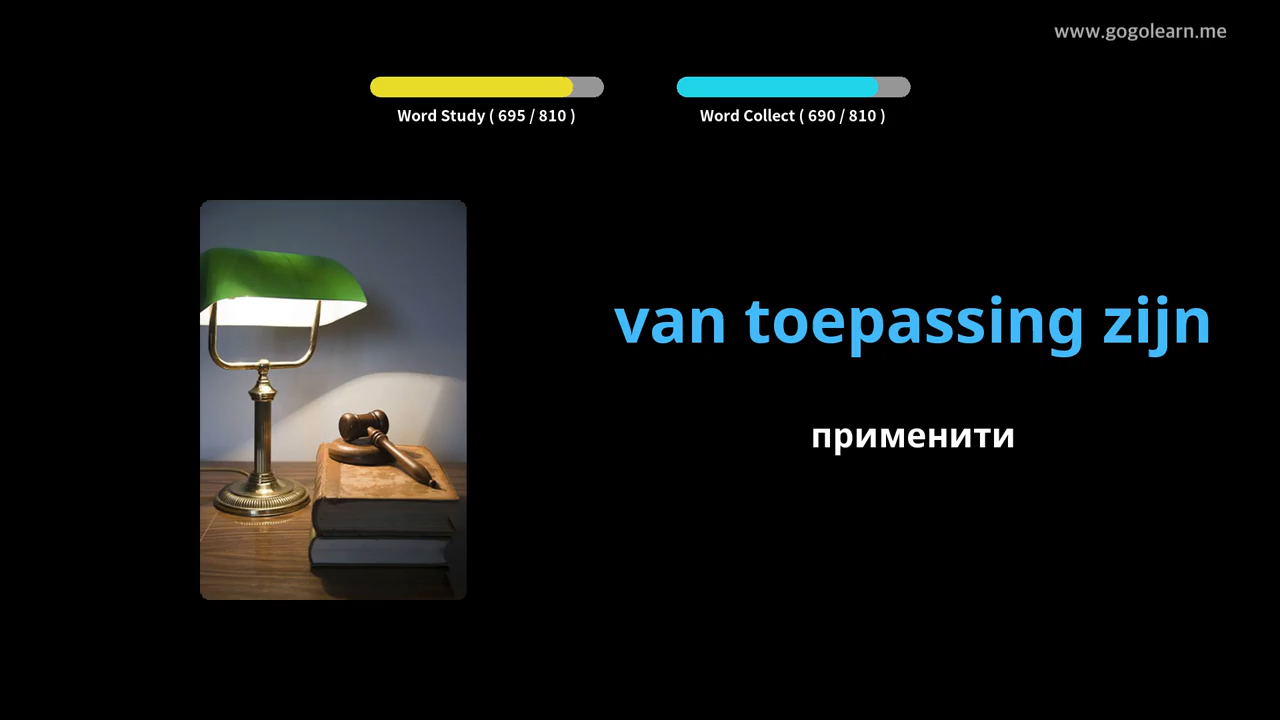 www.gogolearn.me
Word Study ( 695 / 810 )
Word Collect ( 690 / 810 )
van toepassing zijn
применити